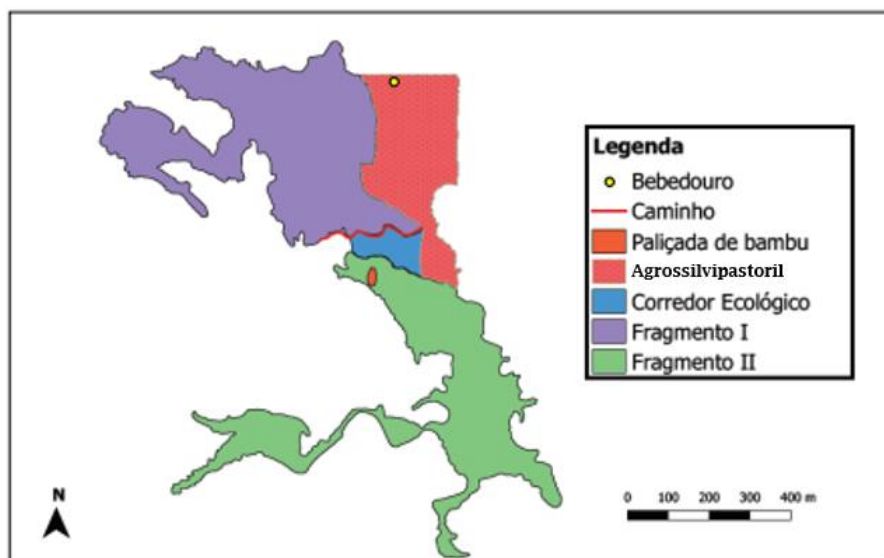 Legenda
Bebedouro
Caminho
Paliçada de bambu
Agrossilvipastoril
Corredor Ecológico
Fragmento I
Fragmento II
N
0 100 200 300 400 m